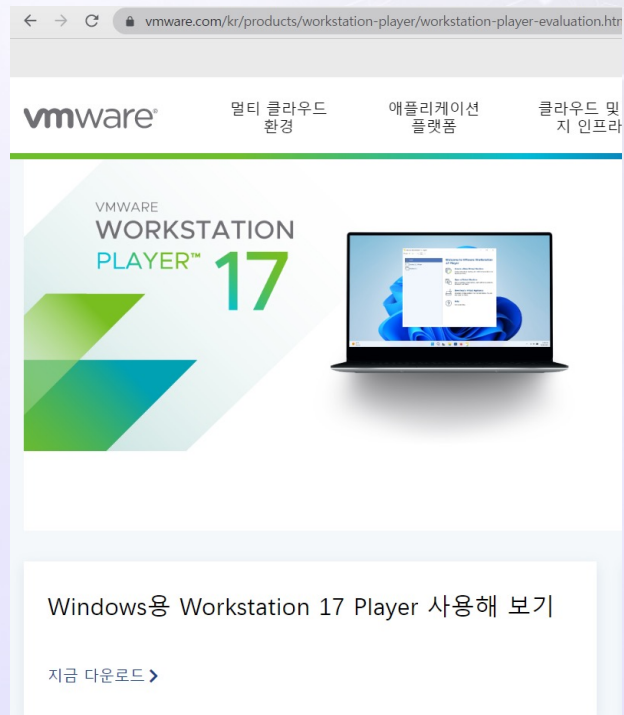 vmware.com/kr/products/workstation-player/workstation-player-evaluation.htm
vmware®
멀티 클라우드
환경
애플리케이션
플랫폼
클라우드 및
지 인프라
VMWARE
WORKSTATION
PLAYER™ 17
Windows용 Workstation 17 Player 사용해 보기
지금 다운로드